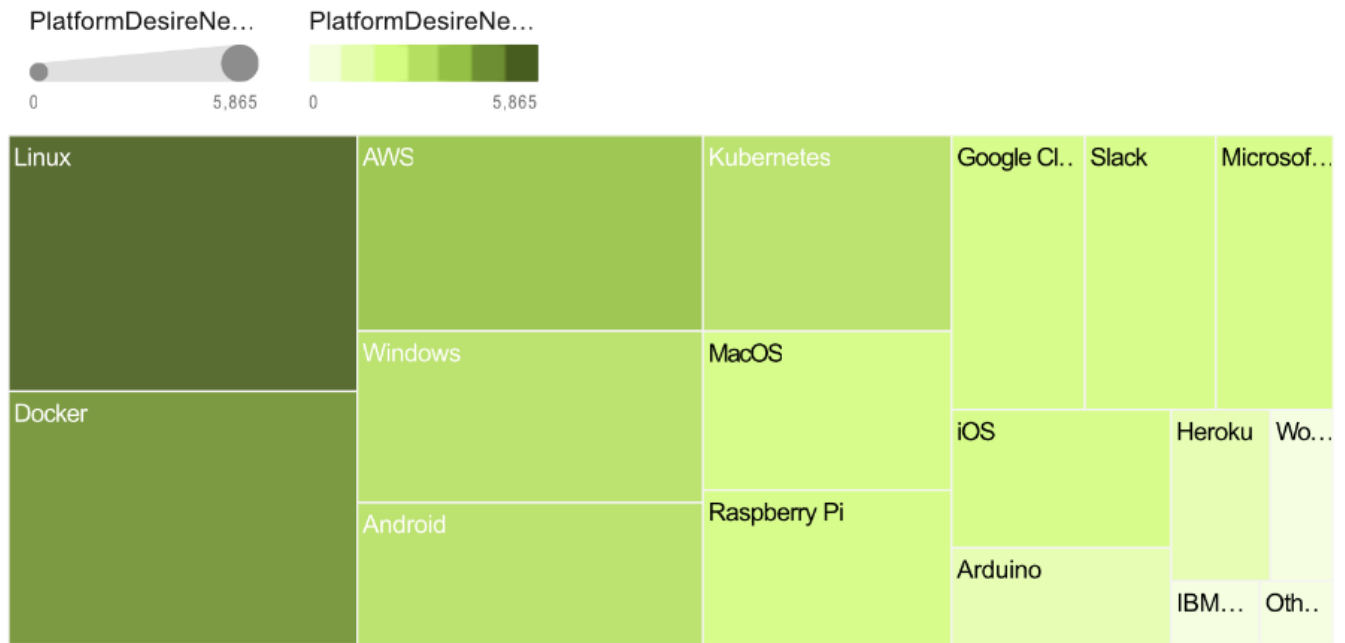 PlatformDesireNe…
PlatformDesireNe…
0
5,865
0
5,865
Linux
AWS
Kubernetes
Google Cl..
Slack
Microsof…
Windows
MacOS
Docker
iOS
Heroku
Wo…
Android
Raspberry Pi
Arduino
IBM…
Oth..